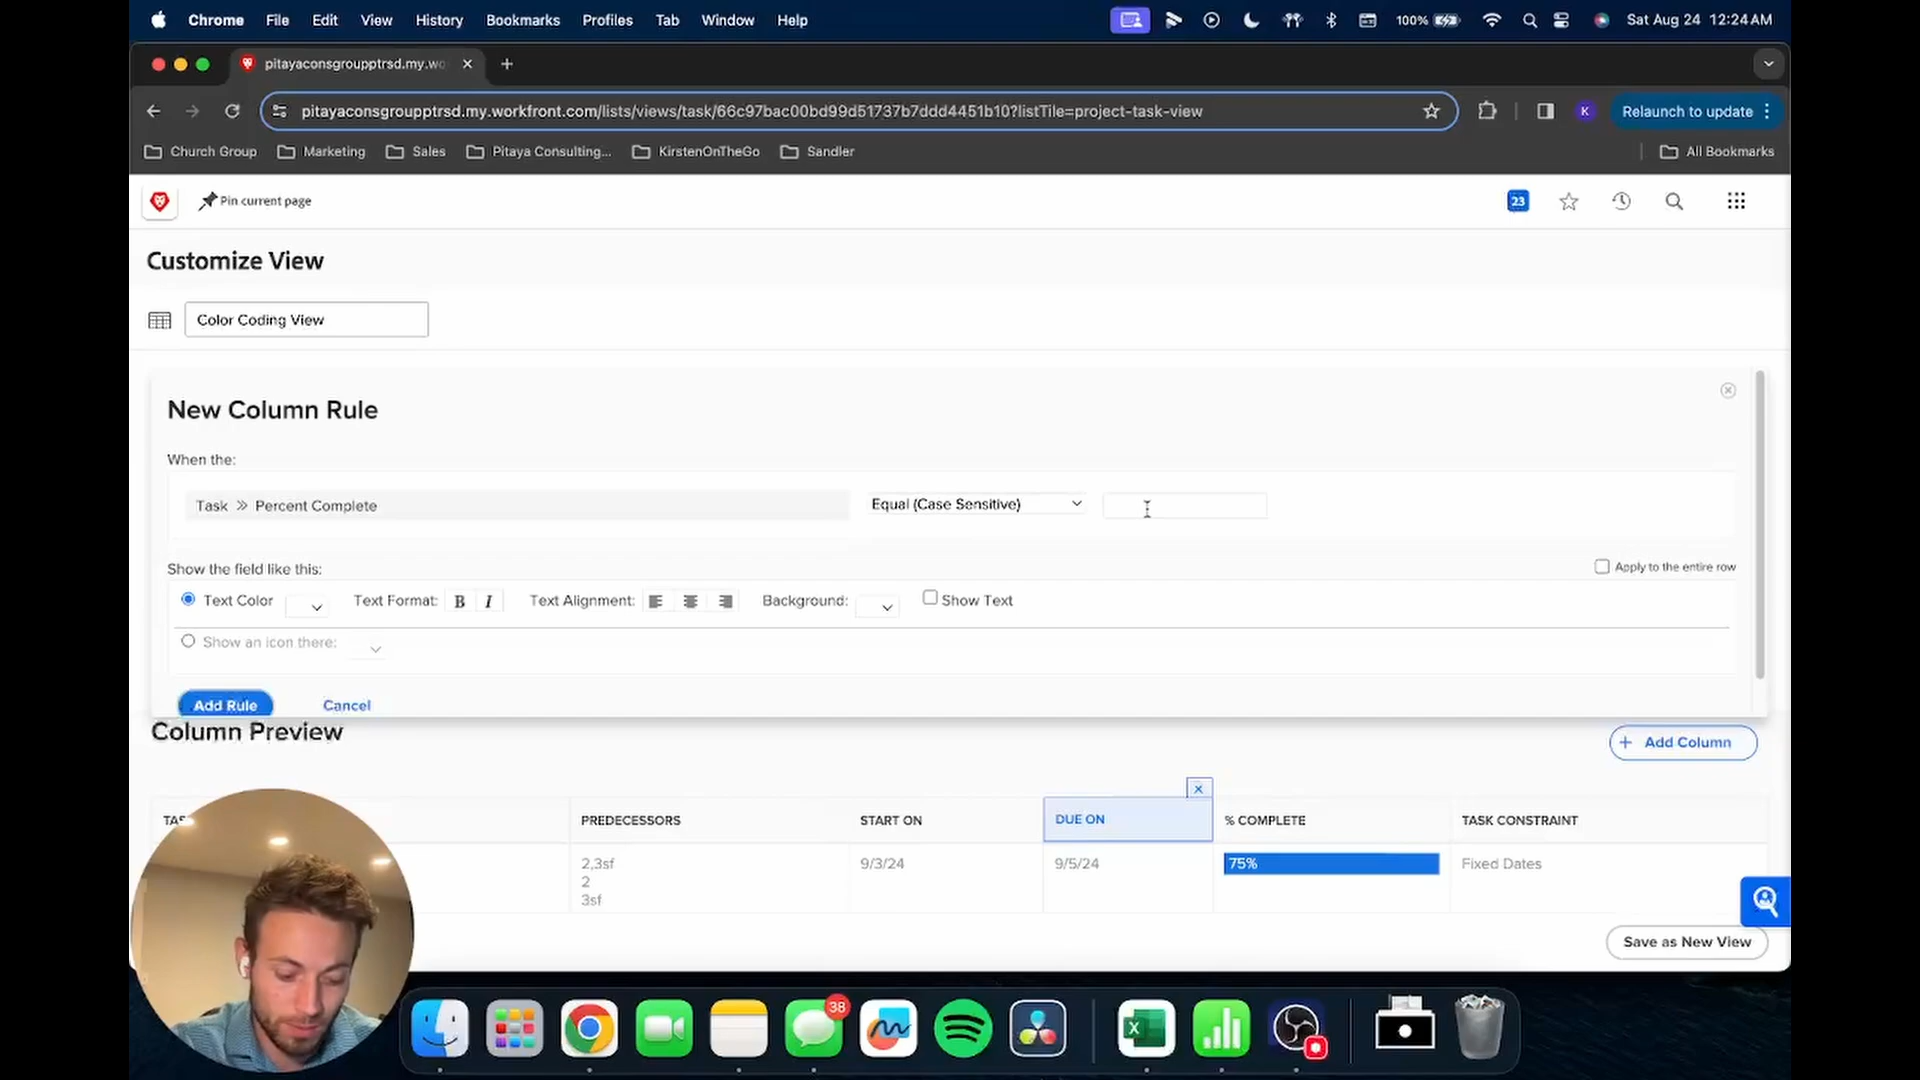 Chrome File Edit View History Bookmarks Profiles Tab Window Help 100% Sat Aug 24 12:24 AM
pitayaconsgroupptrsd.my.wo
pitayaconsgroupptrsd.my.workfront.com/lists/views/task/66c97bac00bd99d51737b7ddd4451b10?listTile=project-task-view K Relaunch to update
Church Group Marketing Sales Pitaya Consulting... KirstenOnTheGo Sandler All Bookmarks
Pin current page 23
Customize View
Color Coding View
New Column Rule
When the:
Task » Percent Complete Equal (Case Sensitive)
Show the field like this: Apply to the entire row
Text Color Text Format: B I Text Alignment: Background: Show Text
Show an icon there:
Add Rule Cancel
Column Preview + Add Column
x
TAS PREDECESSORS START ON DUE ON % COMPLETE TASK CONSTRAINT
2,3sf 9/3/24 9/5/24 75% Fixed Dates
2
3sf
Save as New View
38
X